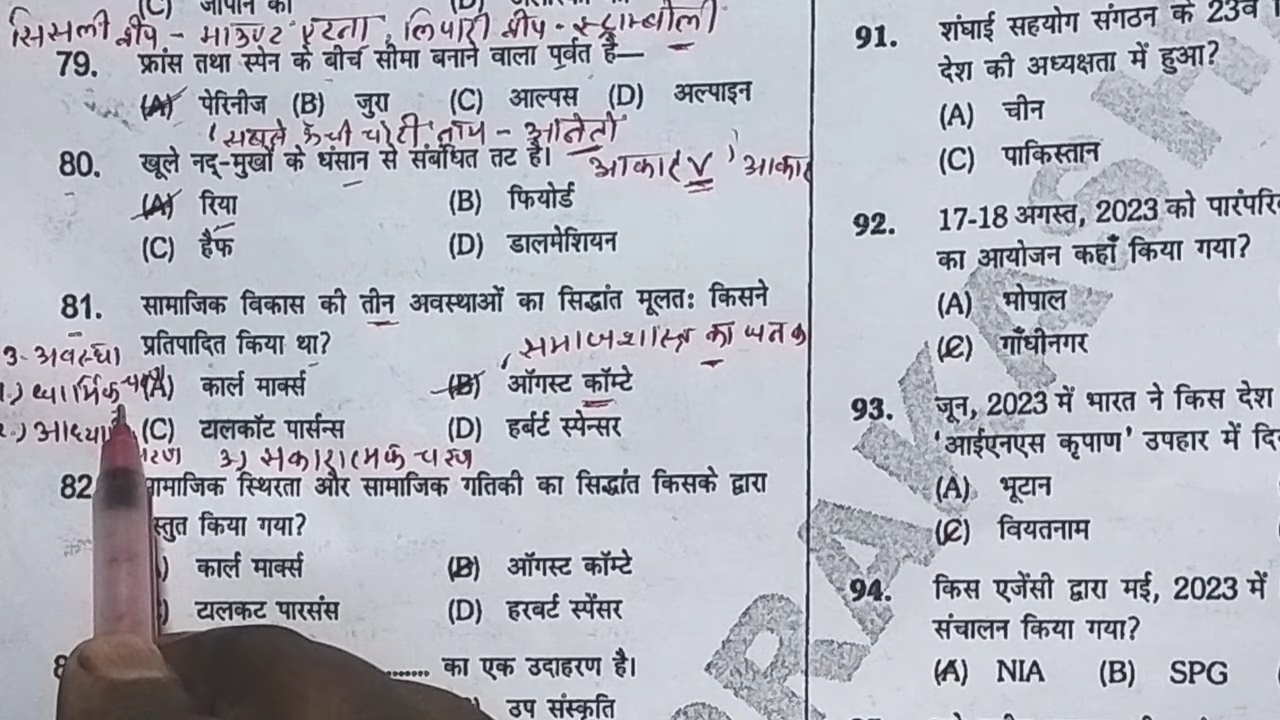 (C) जापान का
सिसली द्वीप - माउण्ट एटना, लिपारी द्वीप - स्ट्राम्बोली
79. फ्रांस तथा स्पेन के बीच सीमा बनाने वाला पर्वत है—
(A) पेरिनीज (B) जुरा (C) आल्पस (D) अल्पाइन
सबसे ऊँची चोटी नाम - आनेतो
80. खूले नद्-मुखों के धंसान से संबंधित तट है।
आकार V आकार
(A) रिया (B) फियोर्ड
(C) हैफ (D) डालमेशियन
81. सामाजिक विकास की तीन अवस्थाओं का सिद्धांत मूलतः किसने
प्रतिपादित किया था?
समाजशास्त्र का जनक
3-अवस्था
(A) कार्ल मार्क्स (B) ऑगस्ट कॉम्टे
1.) धार्मिक
(C) टालकॉट पार्सन्स (D) हर्बर्ट स्पेन्सर
2.)
3) सकारात्मक चरण
82 सामाजिक स्थिरता और सामाजिक गतिकी का सिद्धांत किसके द्वारा
स्तुत किया गया?
कार्ल मार्क्स (B) ऑगस्ट कॉम्टे
टालकट पारसंस (D) हरबर्ट स्पेंसर
8 ........ का एक उदाहरण है।
उप संस्कृति
91. शंघाई सहयोग संगठन के 23वें
देश की अध्यक्षता में हुआ?
(A) चीन
(C) पाकिस्तान
92. 17-18 अगस्त, 2023 को पारंपरि
का आयोजन कहाँ किया गया?
(A) भोपाल
(C) गाँधीनगर
93. जून, 2023 में भारत ने किस देश
'आईएनएस कृपाण' उपहार में दि
(A) भूटान
(C) वियतनाम
94. किस एजेंसी द्वारा मई, 2023 में
संचालन किया गया?
(A) NIA (B) SPG